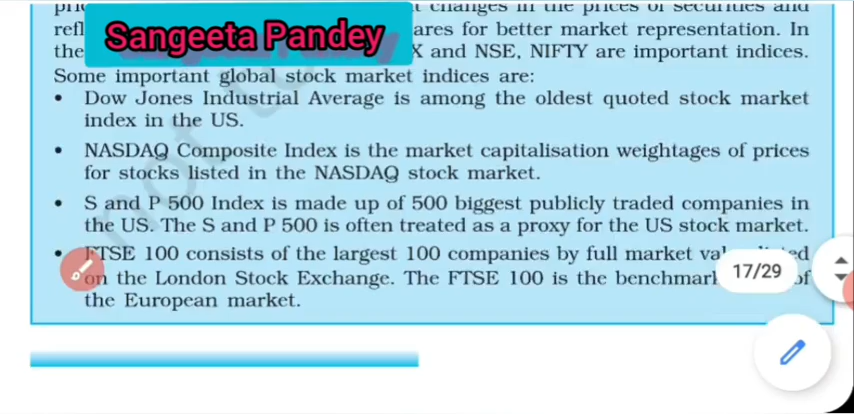 changes in the prices of securities and
Sangeeta Pandey
refl
ares for better market representation. In
the
X and NSE, NIFTY are important indices.
Some important global stock market indices are:
• Dow Jones Industrial Average is among the oldest quoted stock market
index in the US.
• NASDAQ Composite Index is the market capitalisation weightages of prices
for stocks listed in the NASDAQ stock market.
• S and P 500 Index is made up of 500 biggest publicly traded companies in
the US. The S and P 500 is often treated as a proxy for the US stock market.
• FTSE 100 consists of the largest 100 companies by full market
on the London Stock Exchange. The FTSE 100 is the of
the European market.
17/29